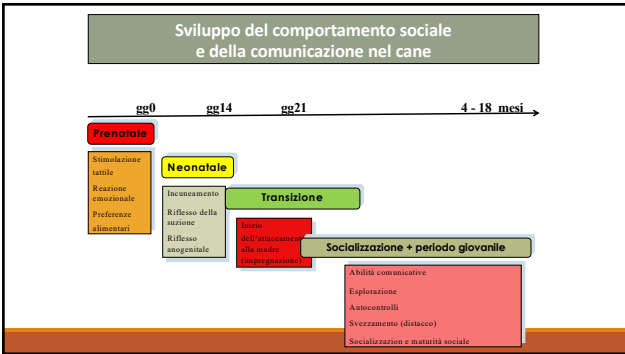 Sviluppo del comportamento sociale
e della comunicazione nel cane
gg0 gg14 gg21 4 - 18 mesi
Prenatale
Stimolazione
tattile
Reazione
emozionale
Preferenze
alimentari
Neonatale
Incuneamento
Riflesso della
suzione
Riflesso
anogenitale
Transizione
Inizio
dell'attaccamento
alla madre
(impregnazione)
Socializzazione + periodo giovanile
Abilità comunicative
Esplorazione
Autocontrolli
Svezzamento (distacco)
Socializzazion e maturità sociale